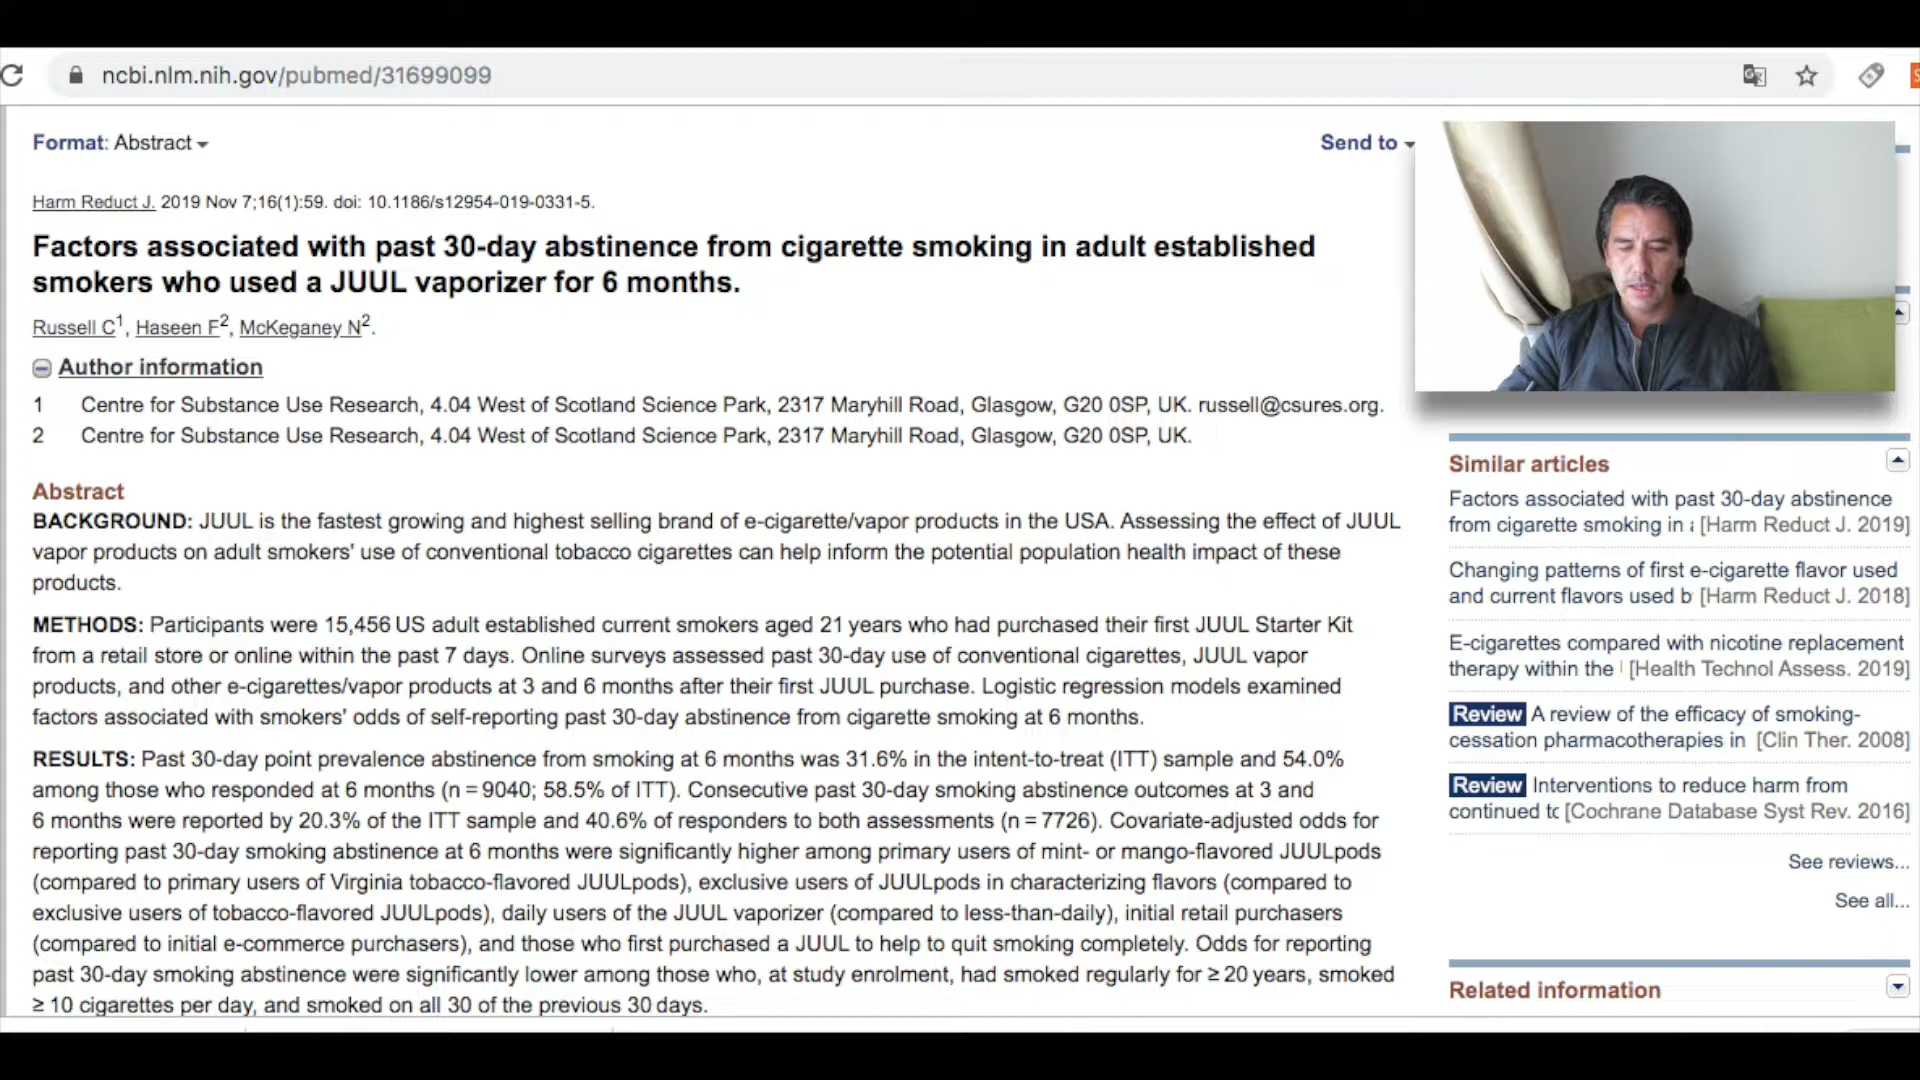 ncbi.nlm.nih.gov/pubmed/31699099
Format: Abstract
Send to
Harm Reduct J. 2019 Nov 7;16(1):59. doi: 10.1186/s12954-019-0331-5.
Factors associated with past 30-day abstinence from cigarette smoking in adult established
smokers who used a JUUL vaporizer for 6 months.
Russell C1, Haseen F2, McKeganey N2.
Author information
1 Centre for Substance Use Research, 4.04 West of Scotland Science Park, 2317 Maryhill Road, Glasgow, G20 0SP, UK. russell@csures.org.
2 Centre for Substance Use Research, 4.04 West of Scotland Science Park, 2317 Maryhill Road, Glasgow, G20 0SP, UK.
Abstract
BACKGROUND: JUUL is the fastest growing and highest selling brand of e-cigarette/vapor products in the USA. Assessing the effect of JUUL
vapor products on adult smokers' use of conventional tobacco cigarettes can help inform the potential population health impact of these
products.
METHODS: Participants were 15,456 US adult established current smokers aged 21 years who had purchased their first JUUL Starter Kit
from a retail store or online within the past 7 days. Online surveys assessed past 30-day use of conventional cigarettes, JUUL vapor
products, and other e-cigarettes/vapor products at 3 and 6 months after their first JUUL purchase. Logistic regression models examined
factors associated with smokers' odds of self-reporting past 30-day abstinence from cigarette smoking at 6 months.
RESULTS: Past 30-day point prevalence abstinence from smoking at 6 months was 31.6% in the intent-to-treat (ITT) sample and 54.0%
among those who responded at 6 months (n = 9040; 58.5% of ITT). Consecutive past 30-day smoking abstinence outcomes at 3 and
6 months were reported by 20.3% of the ITT sample and 40.6% of responders to both assessments (n = 7726). Covariate-adjusted odds for
reporting past 30-day smoking abstinence at 6 months were significantly higher among primary users of mint- or mango-flavored JUULpods
(compared to primary users of Virginia tobacco-flavored JUULpods), exclusive users of JUULpods in characterizing flavors (compared to
exclusive users of tobacco-flavored JUULpods), daily users of the JUUL vaporizer (compared to less-than-daily), initial retail purchasers
(compared to initial e-commerce purchasers), and those who first purchased a JUUL to help to quit smoking completely. Odds for reporting
past 30-day smoking abstinence were significantly lower among those who, at study enrolment, had smoked regularly for ≥ 20 years, smoked
≥ 10 cigarettes per day, and smoked on all 30 of the previous 30 days.
Similar articles
Factors associated with past 30-day abstinence
from cigarette smoking in [Harm Reduct J. 2019]
Changing patterns of first e-cigarette flavor used
and current flavors used b [Harm Reduct J. 2018]
E-cigarettes compared with nicotine replacement
therapy within the [Health Technol Assess. 2019]
Review A review of the efficacy of smoking-
cessation pharmacotherapies in [Clin Ther. 2008]
Review Interventions to reduce harm from
continued tc [Cochrane Database Syst Rev. 2016]
See reviews...
See all...
Related information